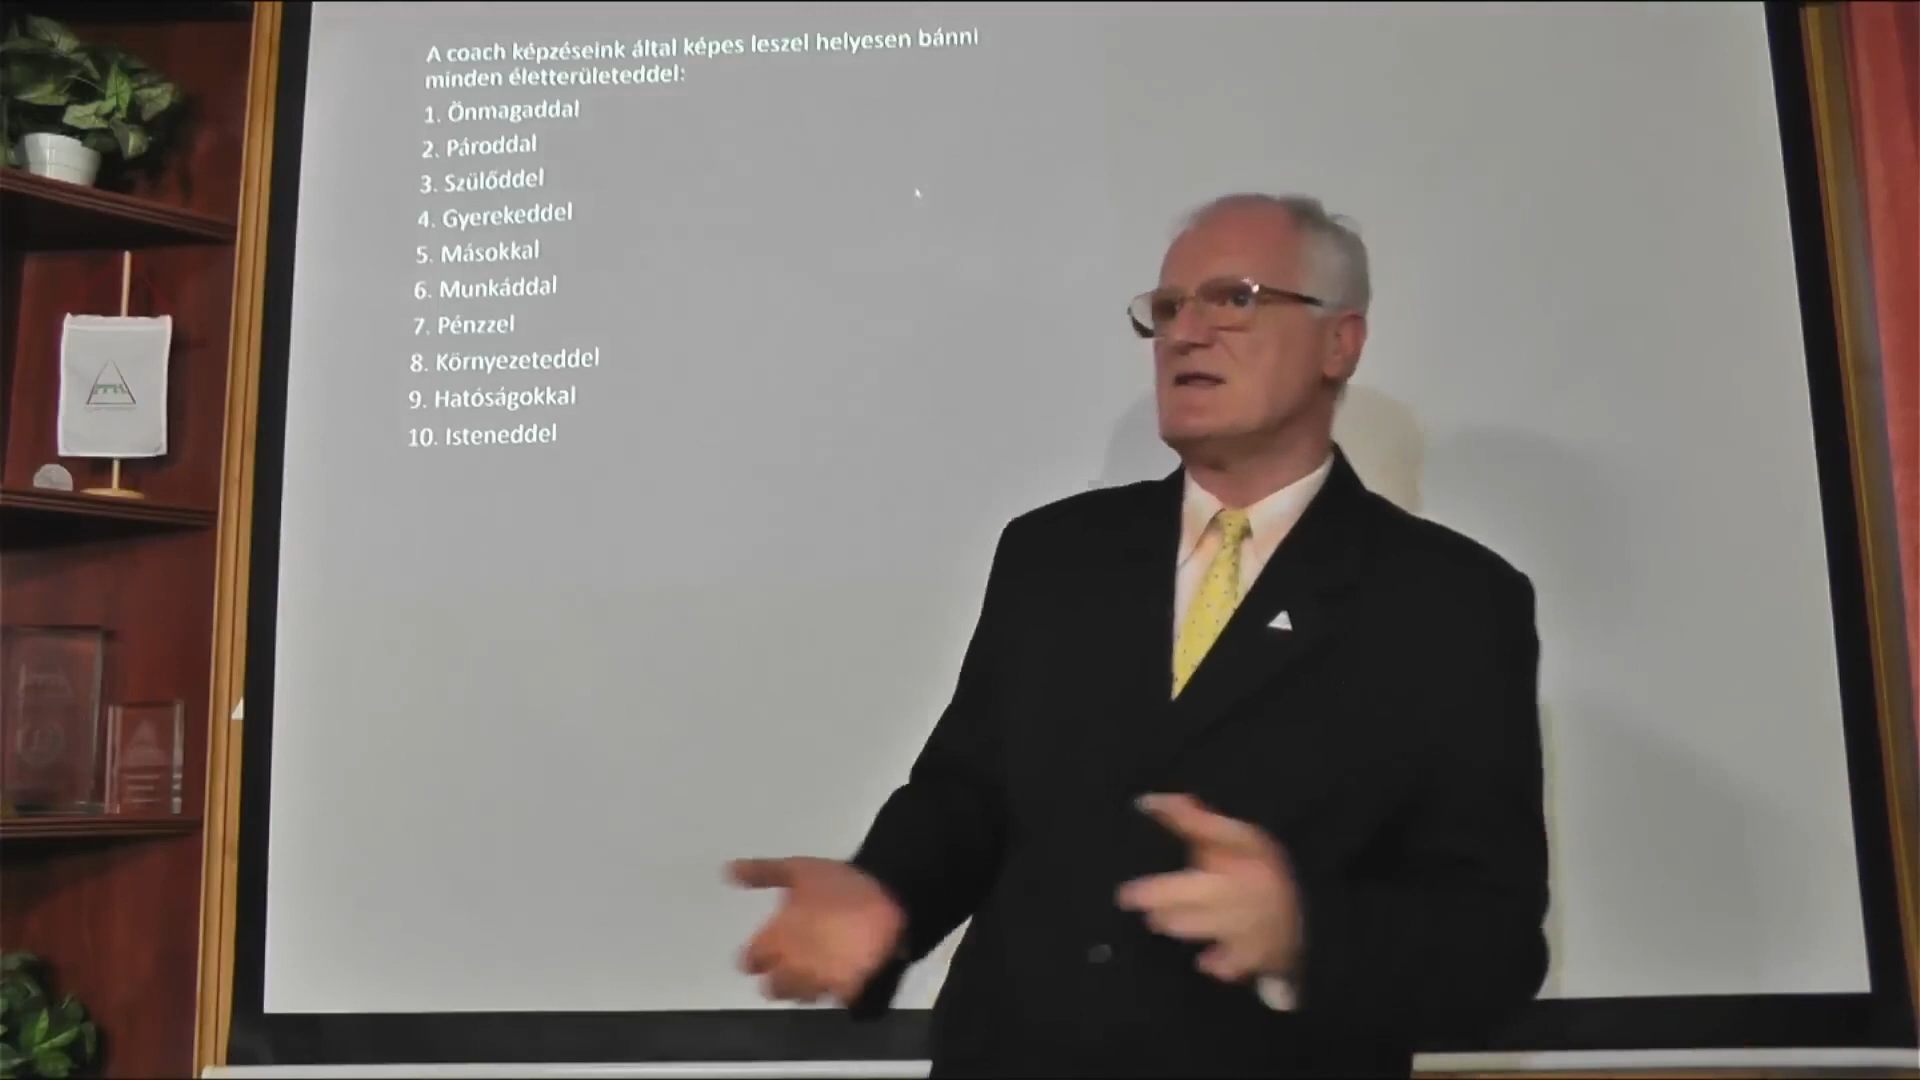 A coach képzéseink által képes leszel helyesen bánni
minden életterületeddel:
1. Önmagaddal
2. Pároddal
3. Szülőddel
4. Gyerekeddel
5. Másokkal
6. Munkáddal
7. Pénzzel
8. Környezeteddel
9. Hatóságokkal
10. Isteneddel